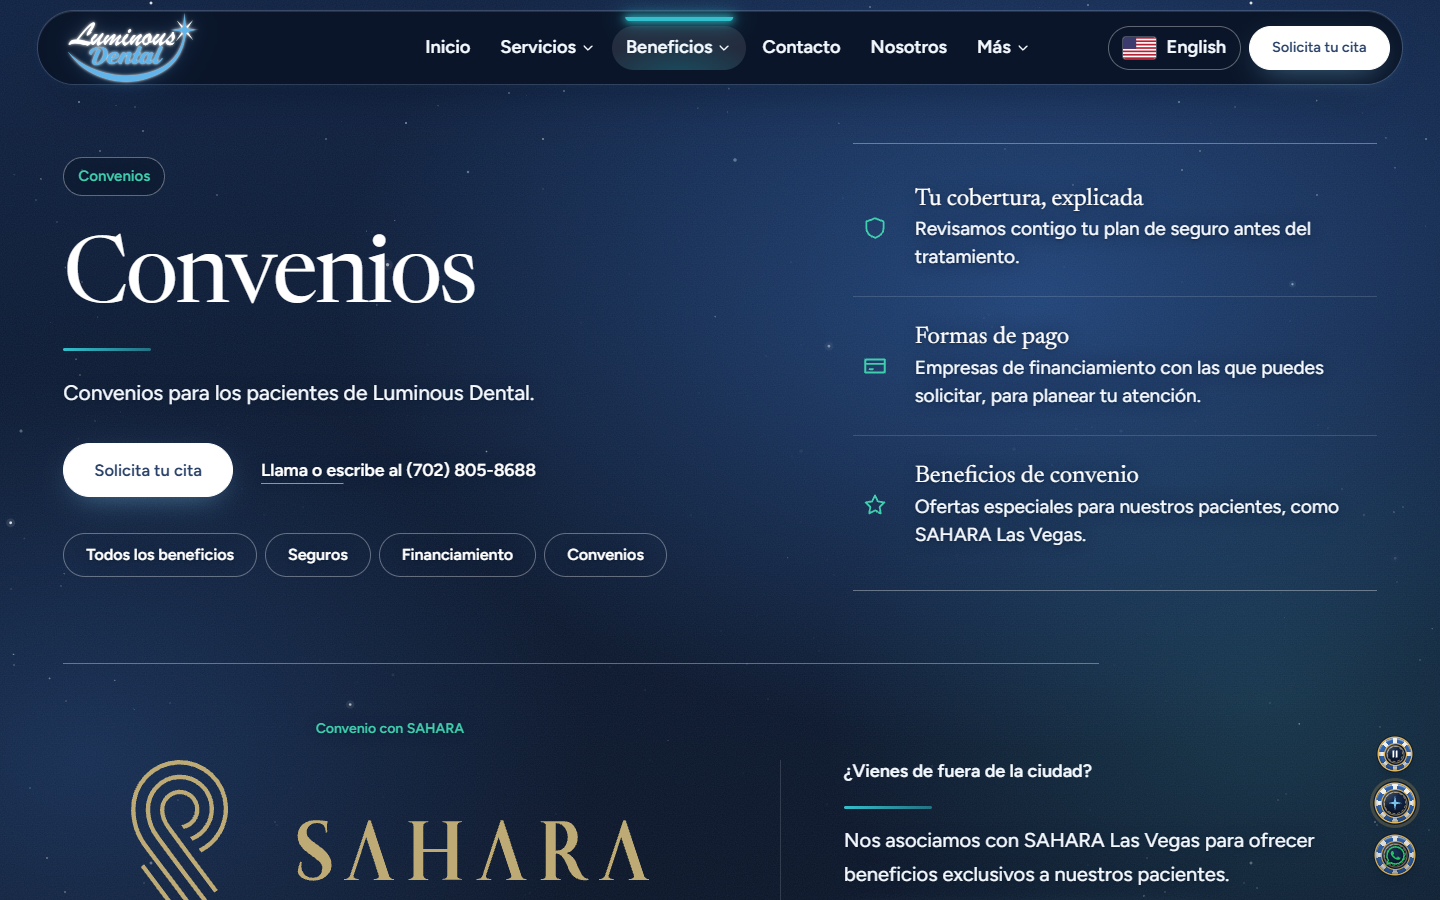 Luminous
Dental
Inicio
Servicios
Beneficios
Contacto
Nosotros
Más
English
Solicita tu cita
Convenios
Convenios
Convenios para los pacientes de Luminous Dental.
Solicita tu cita
Llama o escribe al (702) 805-8688
Todos los beneficios
Seguros
Financiamiento
Convenios
Tu cobertura, explicada
Revisamos contigo tu plan de seguro antes del
tratamiento.
Formas de pago
Empresas de financiamiento con las que puedes
solicitar, para planear tu atención.
Beneficios de convenio
Ofertas especiales para nuestros pacientes, como
SAHARA Las Vegas.
Convenio con SAHARA
SAHARA
¿Vienes de fuera de la ciudad?
Nos asociamos con SAHARA Las Vegas para ofrecer
beneficios exclusivos a nuestros pacientes.